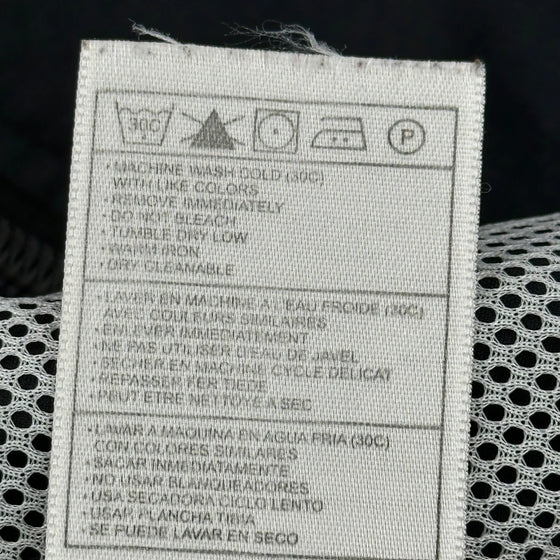 30C P
• MACHINE WASH COLD (30C)
WITH LIKE COLORS
• REMOVE IMMEDIATELY
• DO NOT BLEACH
• TUMBLE DRY LOW
• WARM IRON
• DRY CLEANABLE
• LAVER EN MACHINE A L'EAU FROIDE (30C)
AVEC COULEURS SIMILAIRES
• ENLEVER IMMEDIATEMENT
• NE PAS UTILISER D'EAU DE JAVEL
• SECHER EN MACHINE CYCLE DELICAT
• REPASSER FER TIEDE
• PEUT ETRE NETTOYE A SEC
• LAVAR A MAQUINA EN AGUA FRIA (30C)
CON COLORES SIMILARES
• SACAR INMEDIATAMENTE
• NO USAR BLANQUEADORES
• USA SECADORA CICLO LENTO
• USAR PLANCHA TIBIA
• SE PUEDE LAVAR EN SECO